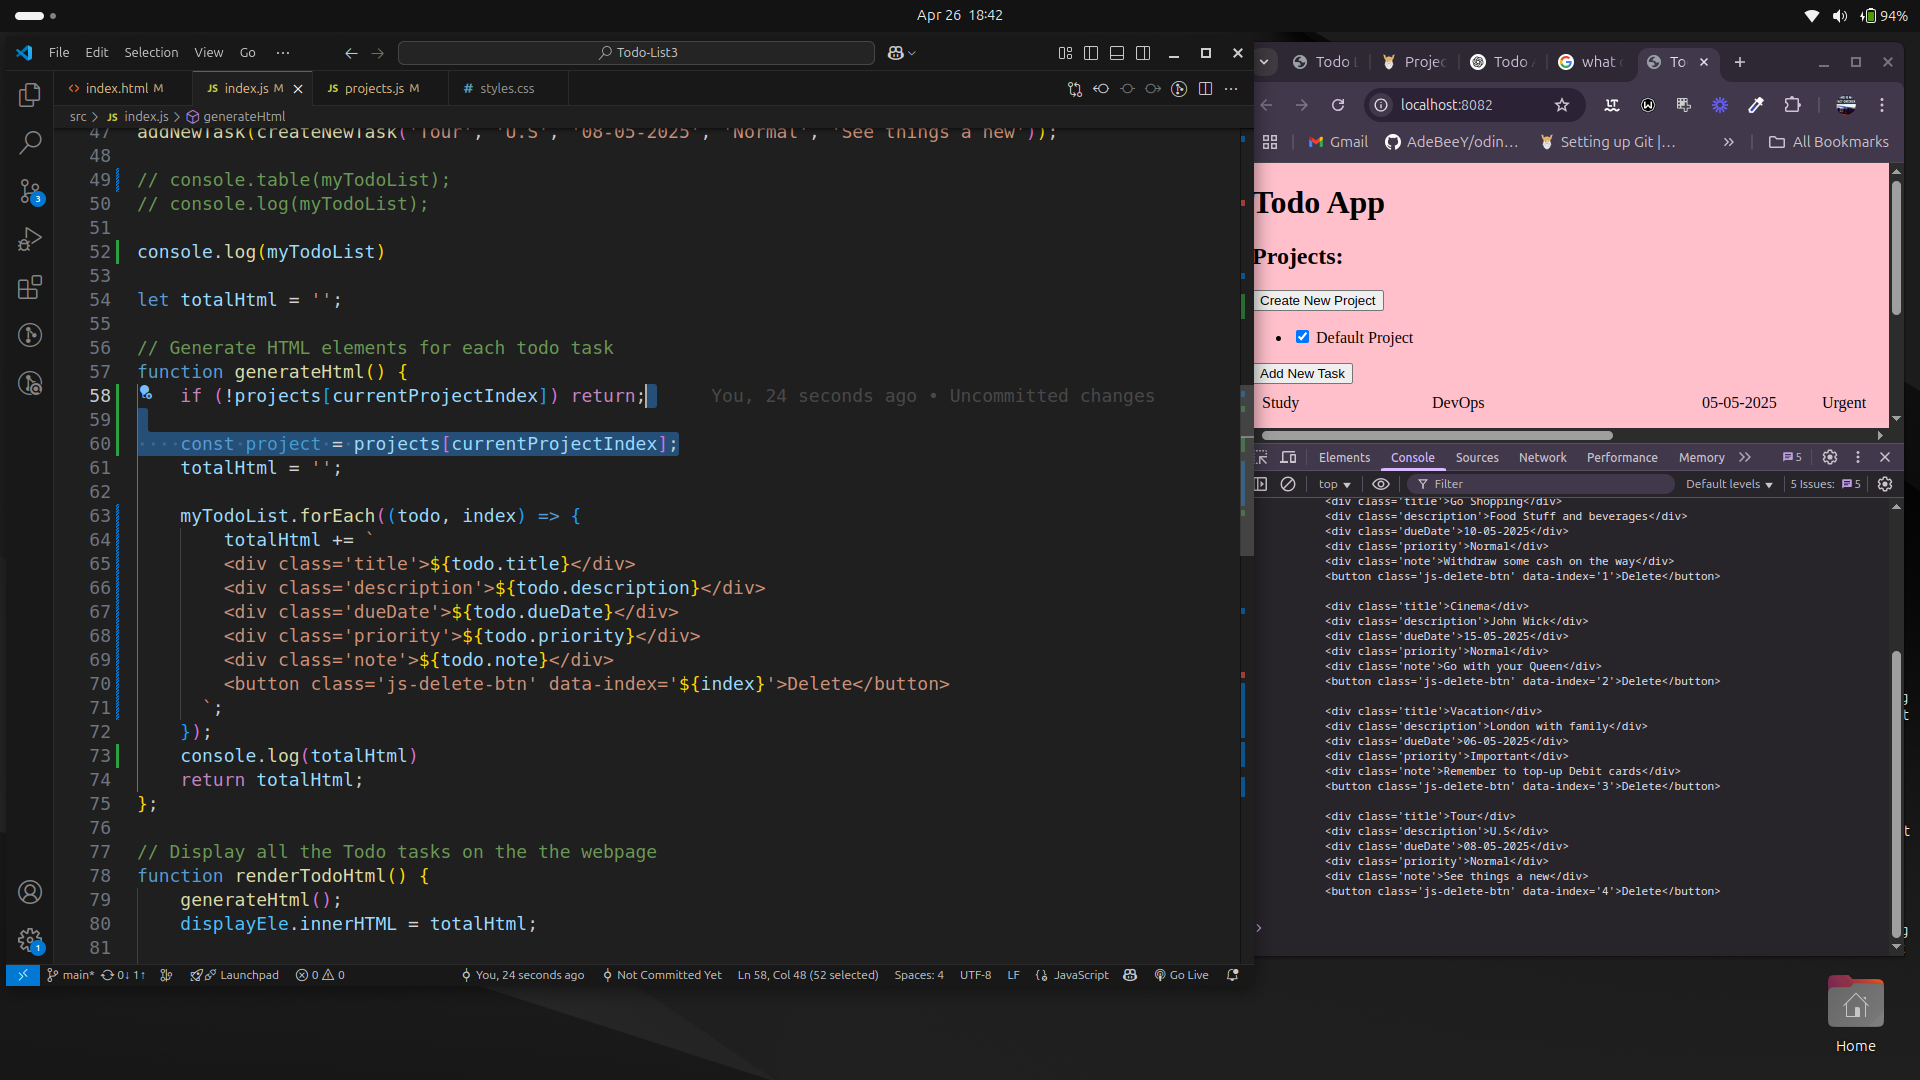 Apr 26 18:42
94%
File Edit Selection View Go ···
Todo-List3
index.html M
JS index.js M
JS projects.js M
# styles.css
src > JS index.js > generateHtml
47 addNewTask(createNewTask('Tour', 'U.S', '08-05-2025', 'Normal', 'See things a new'));
48
49 // console.table(myTodoList);
50 // console.log(myTodoList);
51
52 console.log(myTodoList)
53
54 let totalHtml = '';
55
56 // Generate HTML elements for each todo task
57 function generateHtml() {
58 if (!projects[currentProjectIndex]) return; You, 24 seconds ago • Uncommitted changes
59
60 const project = projects[currentProjectIndex];
61 totalHtml = '';
62
63 myTodoList.forEach((todo, index) => {
64 totalHtml += `
65 <div class='title'>${todo.title}</div>
66 <div class='description'>${todo.description}</div>
67 <div class='dueDate'>${todo.dueDate}</div>
68 <div class='priority'>${todo.priority}</div>
69 <div class='note'>${todo.note}</div>
70 <button class='js-delete-btn' data-index='${index}'>Delete</button>
71 `;
72 });
73 console.log(totalHtml)
74 return totalHtml;
75 };
76
77 // Display all the Todo tasks on the the webpage
78 function renderTodoHtml() {
79 generateHtml();
80 displayEle.innerHTML = totalHtml;
81
3
1
main* 0↓ 1↑ Launchpad 0 0 You, 24 seconds ago Not Committed Yet Ln 58, Col 48 (52 selected) Spaces: 4 UTF-8 LF JavaScript Go Live
Todo Projec Todo what To
localhost:8082
Gmail AdeBeeY/odin… Setting up Git |… » All Bookmarks
Todo App
Projects:
Create New Project
Default Project
Add New Task
Study DevOps 05-05-2025 Urgent
Elements Console Sources Network Performance Memory 5
top Filter Default levels 5 Issues: 5
<div class='title'>Go Shopping</div>
<div class='description'>Food Stuff and beverages</div>
<div class='dueDate'>10-05-2025</div>
<div class='priority'>Normal</div>
<div class='note'>Withdraw some cash on the way</div>
<button class='js-delete-btn' data-index='1'>Delete</button>
<div class='title'>Cinema</div>
<div class='description'>John Wick</div>
<div class='dueDate'>15-05-2025</div>
<div class='priority'>Normal</div>
<div class='note'>Go with your Queen</div>
<button class='js-delete-btn' data-index='2'>Delete</button>
<div class='title'>Vacation</div>
<div class='description'>London with family</div>
<div class='dueDate'>06-05-2025</div>
<div class='priority'>Important</div>
<div class='note'>Remember to top-up Debit cards</div>
<button class='js-delete-btn' data-index='3'>Delete</button>
<div class='title'>Tour</div>
<div class='description'>U.S</div>
<div class='dueDate'>08-05-2025</div>
<div class='priority'>Normal</div>
<div class='note'>See things a new</div>
<button class='js-delete-btn' data-index='4'>Delete</button>
Home